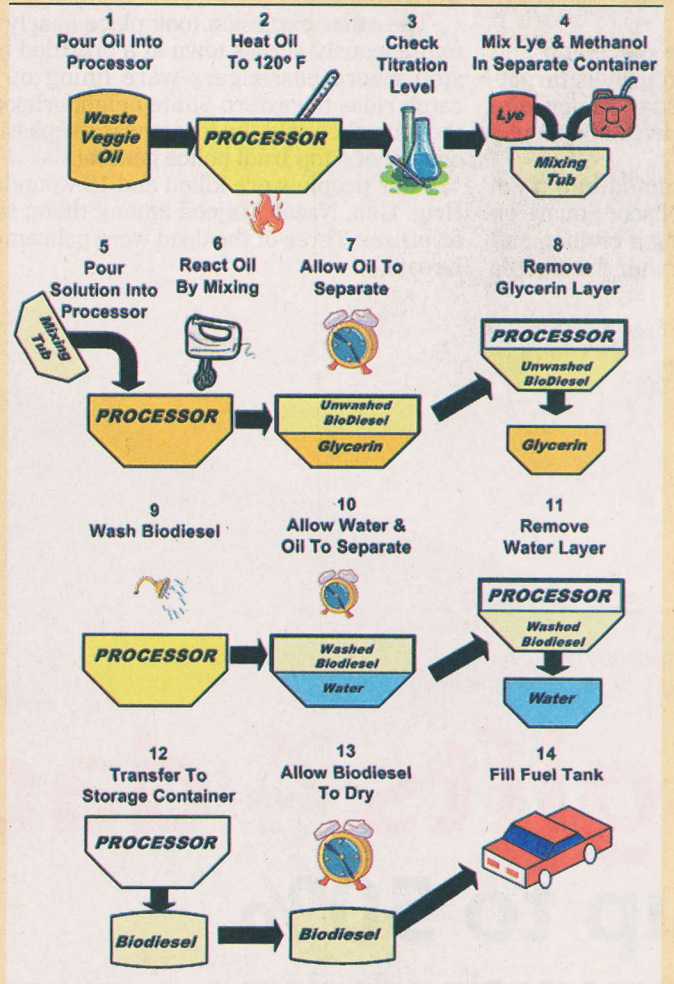 1
Pour Oil Into
Processor
Waste
Veggie
Oil
2
Heat Oil
To 120° F
PROCESSOR
3
Check
Titration
Level
4
Mix Lye & Methanol
In Separate Container
Lye
Mixing
Tub
5
Pour
Solution Into
Processor
Mixing
Tub
PROCESSOR
6
React Oil
By Mixing
7
Allow Oil To
Separate
Unwashed
BioDiesel
Glycerin
8
Remove
Glycerin Layer
PROCESSOR
Unwashed
BioDiesel
Glycerin
9
Wash Biodiesel
PROCESSOR
10
Allow Water &
Oil To Separate
Washed
Biodiesel
Water
11
Remove
Water Layer
PROCESSOR
Washed
Biodiesel
Water
12
Transfer To
Storage Container
PROCESSOR
Biodiesel
13
Allow Biodiesel
To Dry
Biodiesel
14
Fill Fuel Tank